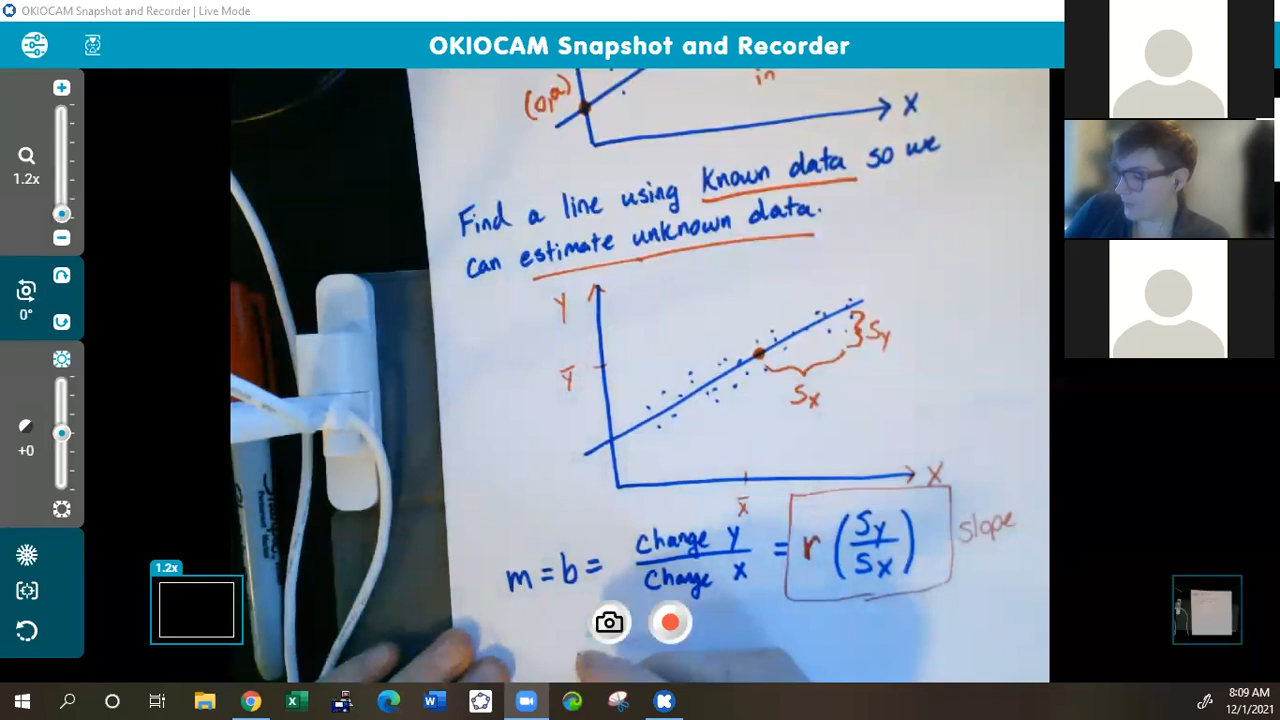 OKIOCAM Snapshot and Recorder | Live Mode
OKIOCAM Snapshot and Recorder
1.2x
0°
+0
1.2x
(0,a)
in
X
Find a line using Known data so we
can estimate unknown data.
Y
y̅
} Sy
Sx
X
x̅
m = b = change y / change x = r (Sy / Sx) slope
8:09 AM
12/1/2021